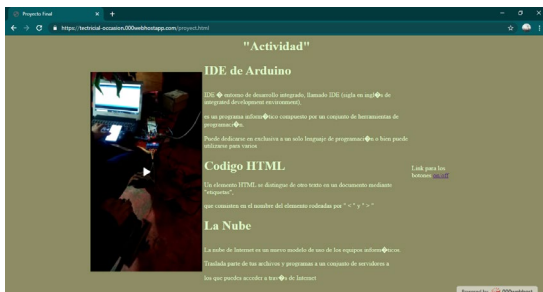 Proyecto Final
https://tectricial-occasion.000webhostapp.com/proyect.html
"Actividad"
IDE de Arduino
IDE � entorno de desarrollo integrado, llamado IDE (sigla en ingl�s de
integrated development environment),
es un programa inform�tico compuesto por un conjunto de herramientas de
programaci�n.
Puede dedicarse en exclusiva a un solo lenguaje de programaci�n o bien puede
utilizarse para varios
Codigo HTML
Un elemento HTML se distingue de otro texto en un documento mediante
"etiquetas",
que consisten en el nombre del elemento rodeadas por " < " y " > "
La Nube
La nube de Internet es un nuevo modelo de uso de los equipos inform�ticos
Traslada parte de tus archivos y programas a un conjunto de servidores a
los que puedes acceder a trav�s de Internet
Link para los
botones on off
Powered by 000webhost